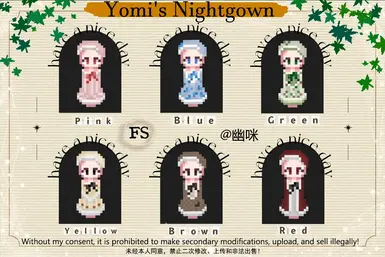 Yomi's Nightgown
have a nice day
have a nice day
have a nice day
Pink
Blue
Green
FS
@幽咪
have a nice day
have a nice day
have a nice day
Yellow
Brown
Red
Without my consent, it is prohibited to make secondary modifications, upload, and sell illegally!
未经本人同意，禁止二次修改、上传和非法出售！